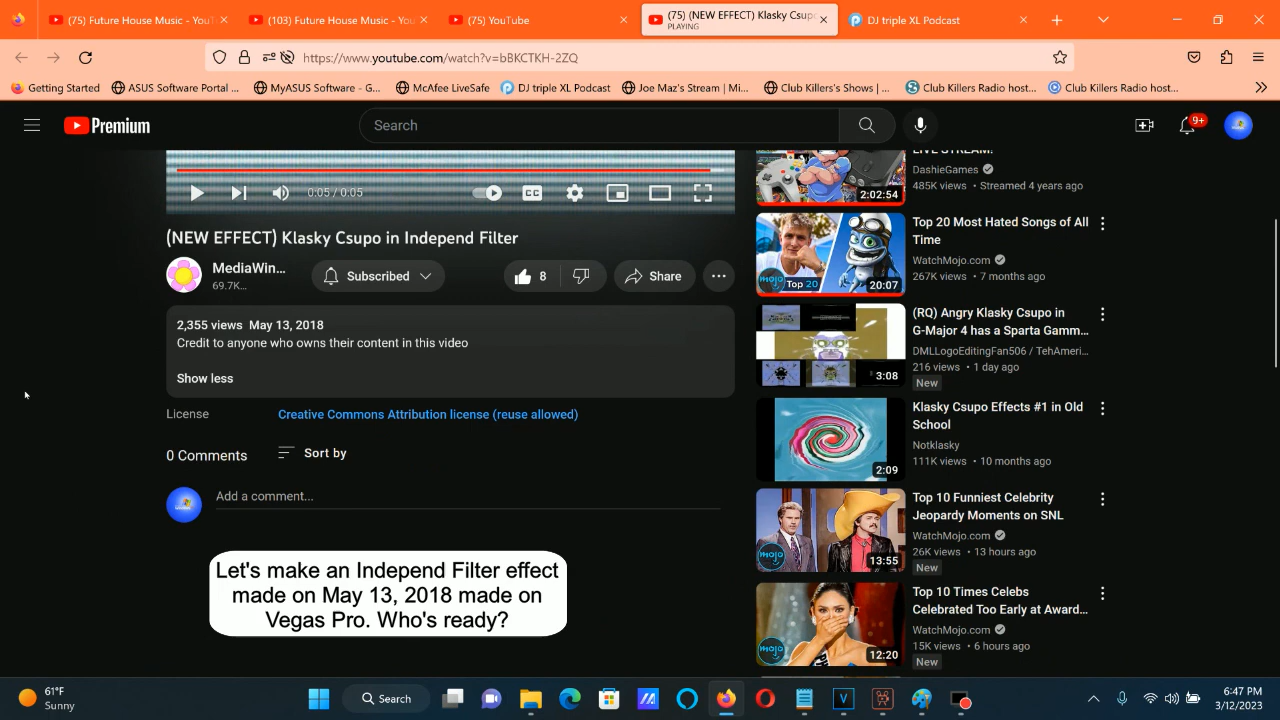 (75) Future House Music - YouT
(103) Future House Music - You
(75) YouTube
(75) (NEW EFFECT) Klasky Csupo
PLAYING
DJ triple XL Podcast
https://www.youtube.com/watch?v=bBKCTKH-2ZQ
Getting Started
ASUS Software Portal ...
MyASUS Software - G...
McAfee LiveSafe
DJ triple XL Podcast
Joe Maz's Stream | Mi...
Club Killers's Shows | ...
Club Killers Radio host...
Club Killers Radio host...
Premium
Search
9+
0:05 / 0:05
CC
(NEW EFFECT) Klasky Csupo in Independ Filter
MediaWin...
69.7K...
Subscribed
8
Share
2,355 views May 13, 2018
Credit to anyone who owns their content in this video
Show less
License
Creative Commons Attribution license (reuse allowed)
0 Comments
Sort by
Add a comment...
Let's make an Independ Filter effect
made on May 13, 2018 made on
Vegas Pro. Who's ready?
LIVE STREAM!
DashieGames
485K views • Streamed 4 years ago
2:02:54
Top 20 Most Hated Songs of All
Time
WatchMojo.com
267K views • 7 months ago
mojo
Top 20
20:07
(RQ) Angry Klasky Csupo in
G-Major 4 has a Sparta Gamm...
DMLLogoEditingFan506 / TehAmeri...
216 views • 1 day ago
New
3:08
Klasky Csupo Effects #1 in Old
School
Notklasky
111K views • 10 months ago
2:09
Top 10 Funniest Celebrity
Jeopardy Moments on SNL
WatchMojo.com
26K views • 13 hours ago
New
mojo
13:55
Top 10 Times Celebs
Celebrated Too Early at Award...
WatchMojo.com
15K views • 6 hours ago
New
mojo
12:20
61°F
Sunny
Search
6:47 PM
3/12/2023